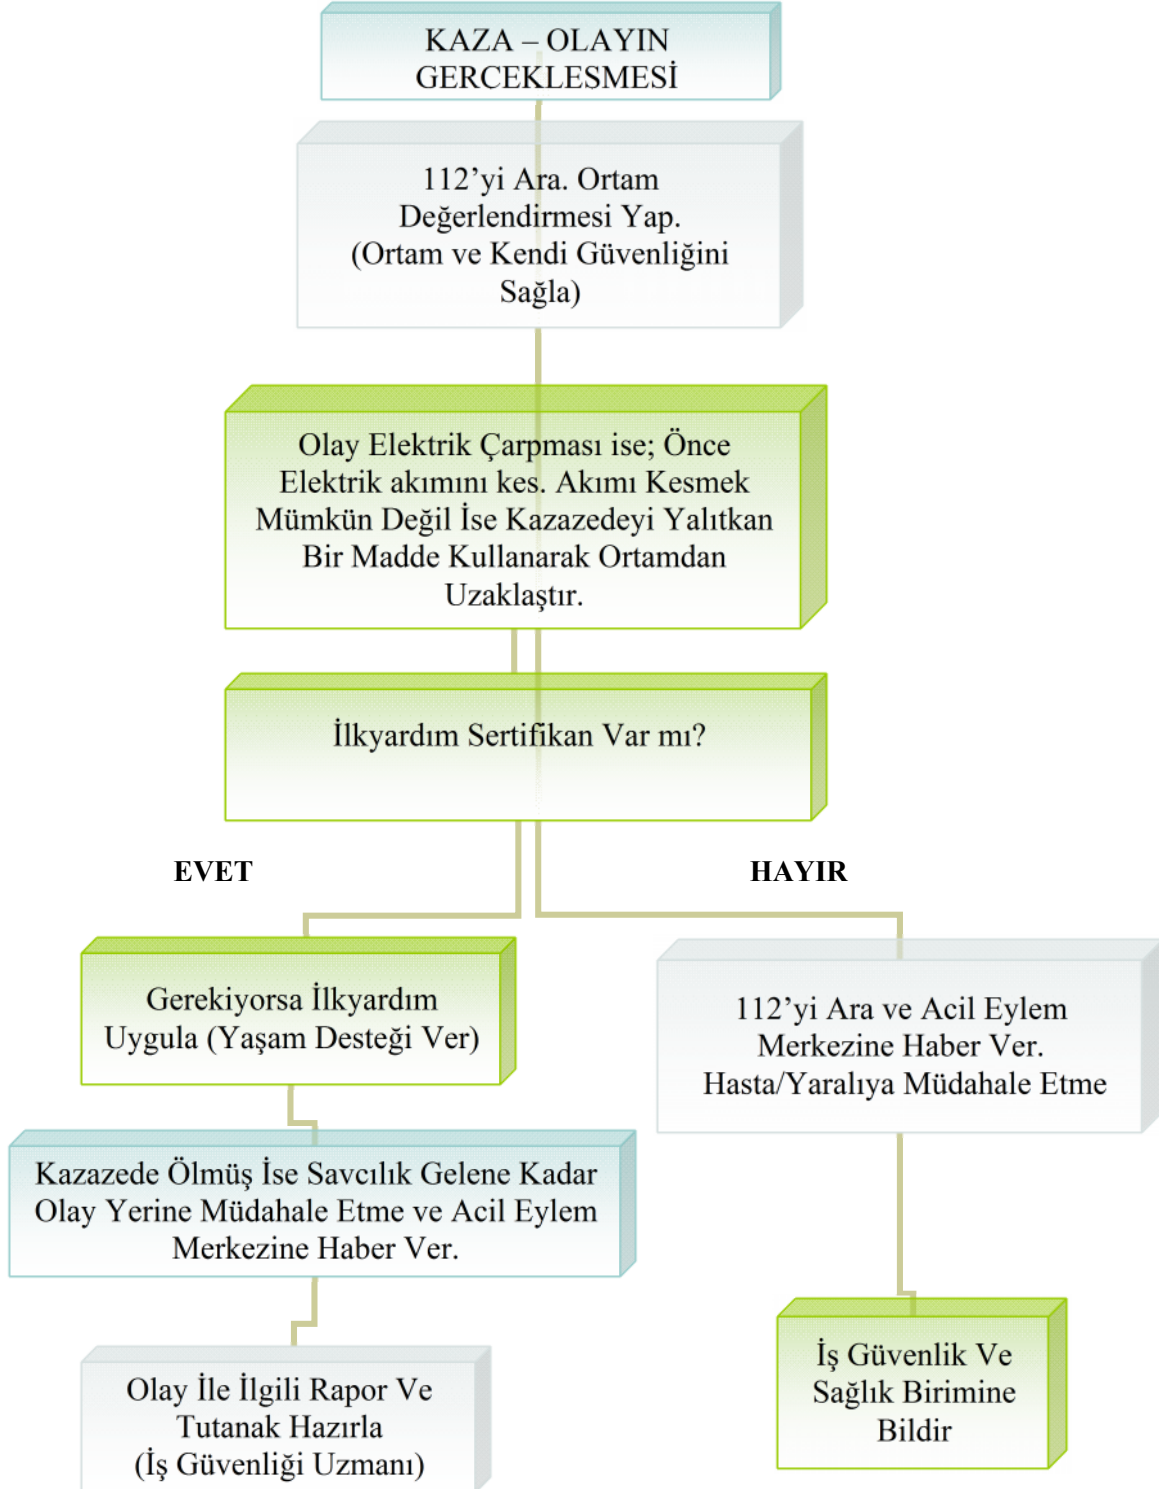 KAZA – OLAYIN
GERCEKLESMESİ
112’yi Ara. Ortam
Değerlendirmesi Yap.
(Ortam ve Kendi Güvenliğini
Sağla)
Olay Elektrik Çarpması ise; Önce
Elektrik akımını kes. Akımı Kesmek
Mümkün Değil İse Kazazedeyi Yalıtkan
Bir Madde Kullanarak Ortamdan
Uzaklaştır.
İlkyardım Sertifikan Var mı?
EVET
HAYIR
Gerekiyorsa İlkyardım
Uygula (Yaşam Desteği Ver)
112’yi Ara ve Acil Eylem
Merkezine Haber Ver.
Hasta/Yaralıya Müdahale Etme
Kazazede Ölmüş İse Savcılık Gelene Kadar
Olay Yerine Müdahale Etme ve Acil Eylem
Merkezine Haber Ver.
Olay İle İlgili Rapor Ve
Tutanak Hazırla
(İş Güvenliği Uzmanı)
İş Güvenlik Ve
Sağlık Birimine
Bildir